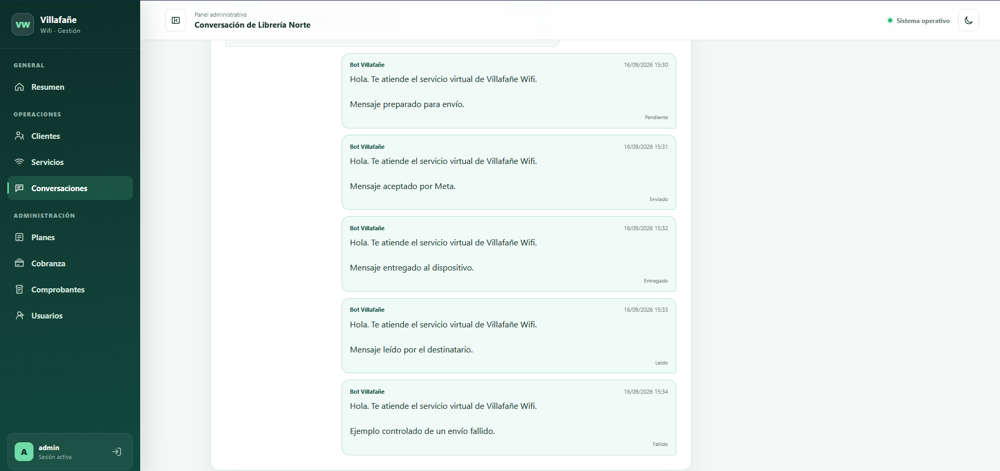 VW
Villafañe
Wifi · Gestión
GENERAL
Resumen
OPERACIONES
Clientes
Servicios
Conversaciones
ADMINISTRACIÓN
Planes
Cobranza
Comprobantes
Usuarios
A
admin
Sesión activa
Panel administrativo
Conversación de Librería Norte
Sistema operativo
Bot Villafañe 16/09/2026 15:30
Hola. Te atiende el servicio virtual de Villafañe Wifi.
Mensaje preparado para envío.
Pendiente
Bot Villafañe 16/09/2026 15:31
Hola. Te atiende el servicio virtual de Villafañe Wifi.
Mensaje aceptado por Meta.
Enviado
Bot Villafañe 16/09/2026 15:32
Hola. Te atiende el servicio virtual de Villafañe Wifi.
Mensaje entregado al dispositivo.
Entregado
Bot Villafañe 16/09/2026 15:33
Hola. Te atiende el servicio virtual de Villafañe Wifi.
Mensaje leído por el destinatario.
Leido
Bot Villafañe 16/09/2026 15:34
Hola. Te atiende el servicio virtual de Villafañe Wifi.
Ejemplo controlado de un envío fallido.
Fallido